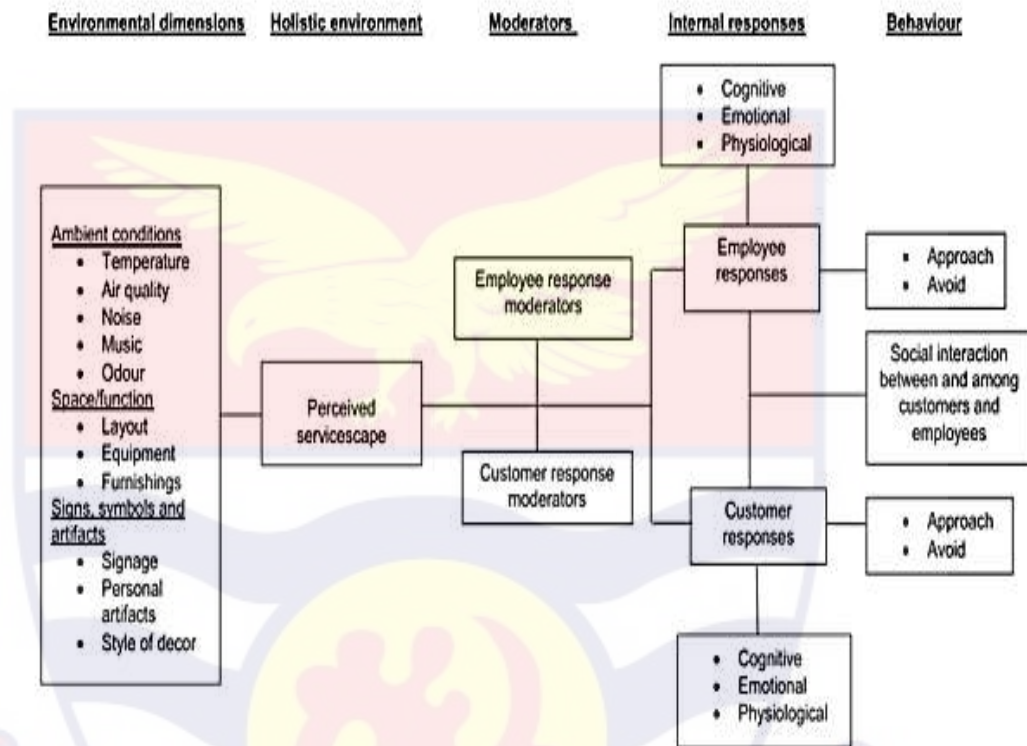 Environmental dimensions
Holistic environment
Moderators
Internal responses
Behaviour
Ambient conditions
• Temperature
• Air quality
• Noise
• Music
• Odour
Space/function
• Layout
• Equipment
• Furnishings
Signs, symbols and
artifacts
• Signage
• Personal
artifacts
• Style of decor
Perceived
servicescape
Employee response
moderators
Customer response
moderators
• Cognitive
• Emotional
• Physiological
Employee
responses
Customer
responses
• Cognitive
• Emotional
• Physiological
• Approach
• Avoid
Social interaction
between and among
customers and
employees
• Approach
• Avoid